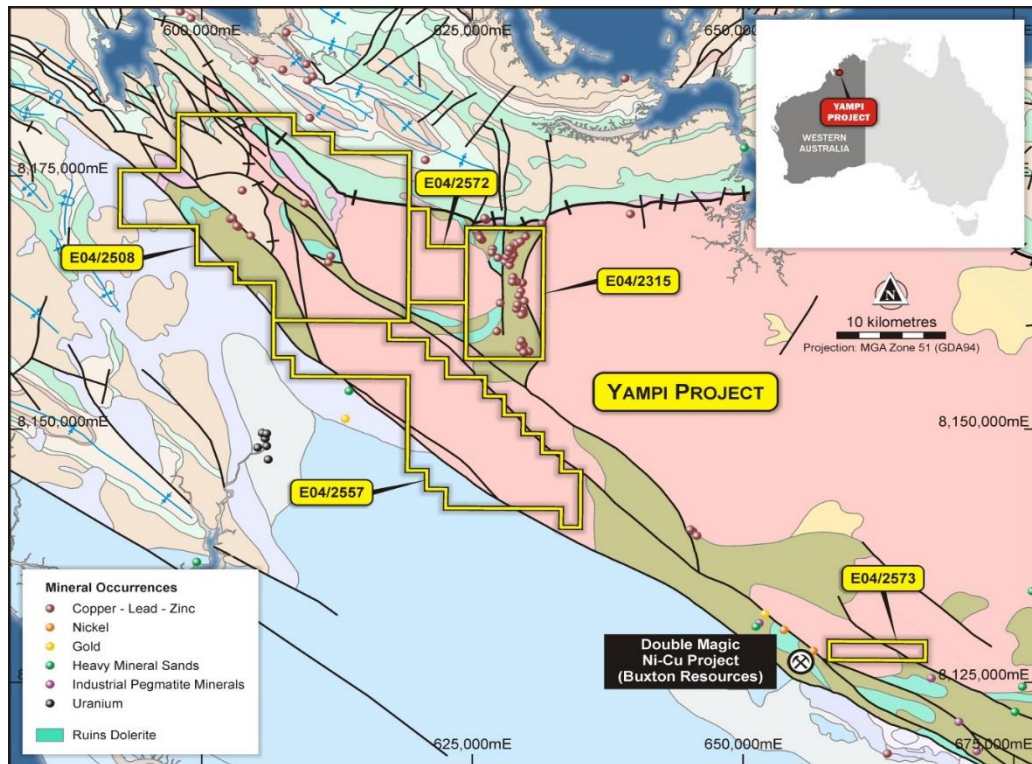 600,000mE
625,000mE
650,000mE
YAMPI
PROJECT
WESTERN
AUSTRALIA
8,175,000mE
E04/2572
E04/2508
E04/2315
N
10 kilometres
Projection: MGA Zone 51 (GDA94)
YAMPI PROJECT
8,150,000mE
8,150,000mE
E04/2557
E04/2573
Mineral Occurrences
Copper - Lead - Zinc
Nickel
Gold
Heavy Mineral Sands
Industrial Pegmatite Minerals
Uranium
Ruins Dolerite
Double Magic
Ni-Cu Project
(Buxton Resources)
8,125,000mE
625,000mE
650,000mE
675,000mE